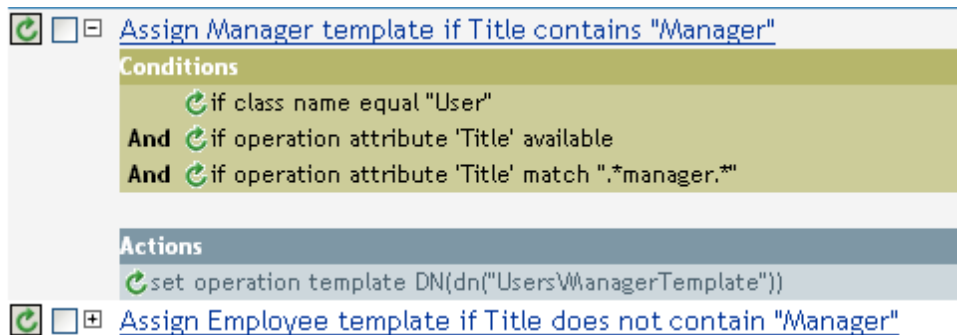 Assign Manager template if Title contains "Manager"
Conditions
if class name equal "User"
And if operation attribute 'Title' available
And if operation attribute 'Title' match ".*manager.*"
Actions
set operation template DN(dn("Users\ManagerTemplate"))
Assign Employee template if Title does not contain "Manager"